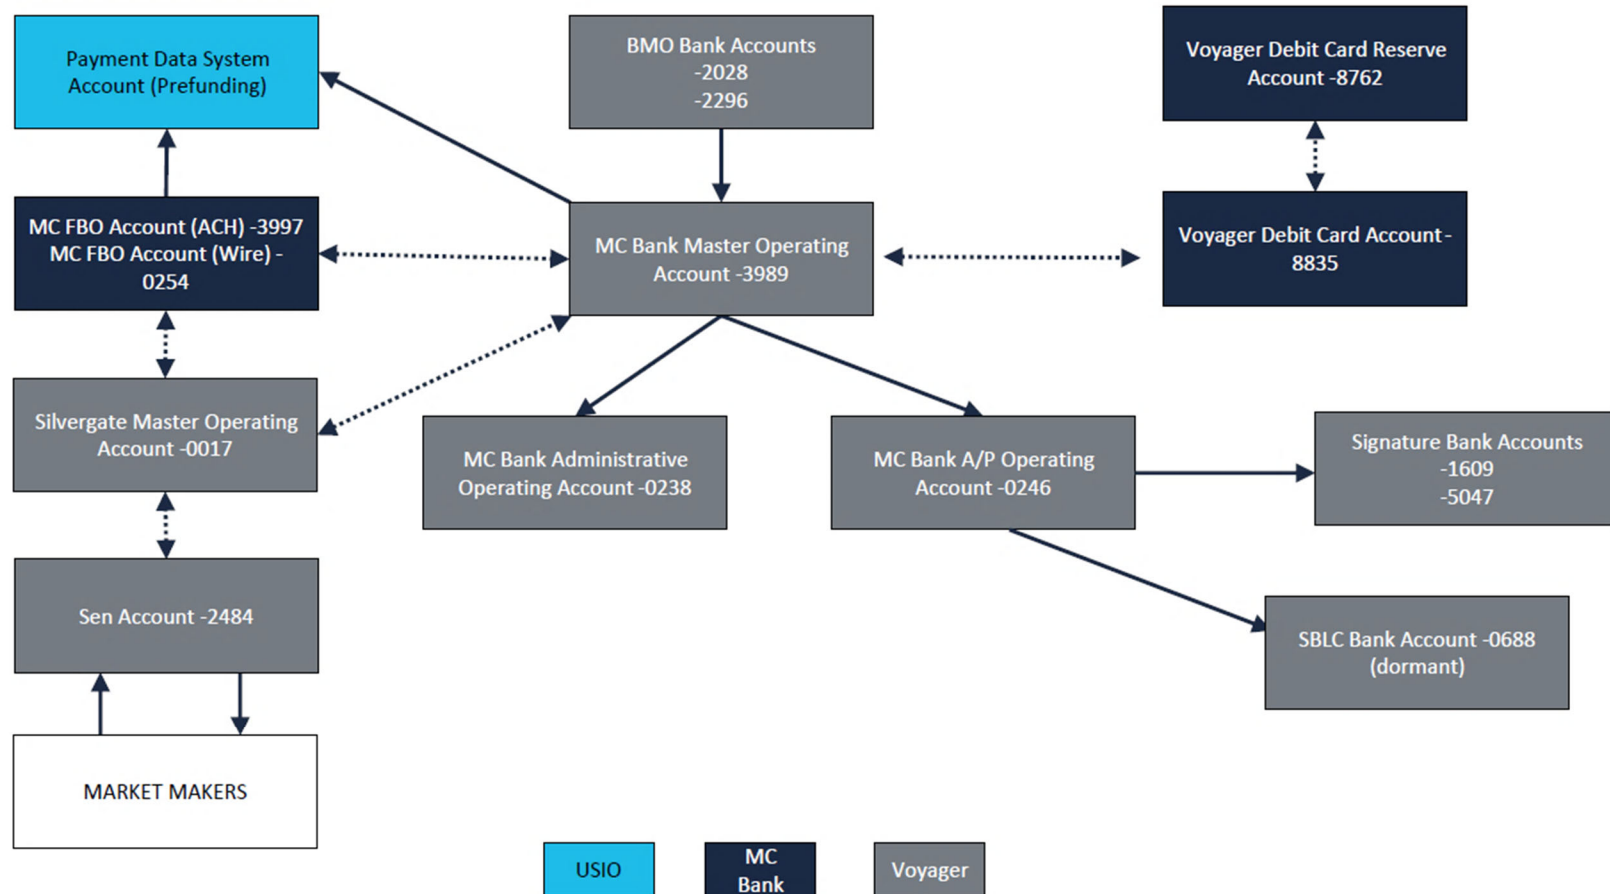 Payment Data System
Account (Prefunding)
BMO Bank Accounts
-2028
-2296
Voyager Debit Card Reserve
Account -8762
MC FBO Account (ACH) -3997
MC FBO Account (Wire) -
0254
MC Bank Master Operating
Account -3989
Voyager Debit Card Account-
8835
Silvergate Master Operating
Account -0017
MC Bank Administrative
Operating Account -0238
MC Bank A/P Operating
Account -0246
Signature Bank Accounts
-1609
-5047
Sen Account -2484
SBLC Bank Account -0688
(dormant)
MARKET MAKERS
USIO
MC
Bank
Voyager